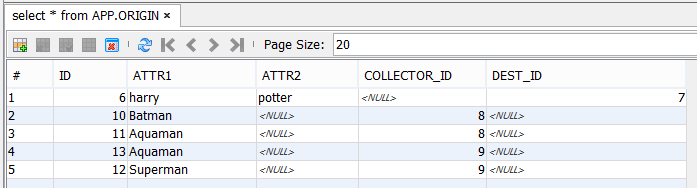 select * from APP.ORIGIN ×
Page Size: 20
# ID ATTR1 ATTR2 COLLECTOR_ID DEST_ID
1 6 harry potter <NULL> 7
2 10 Batman <NULL> 8 <NULL>
3 11 Aquaman <NULL> 8 <NULL>
4 13 Aquaman <NULL> 9 <NULL>
5 12 Superman <NULL> 9 <NULL>